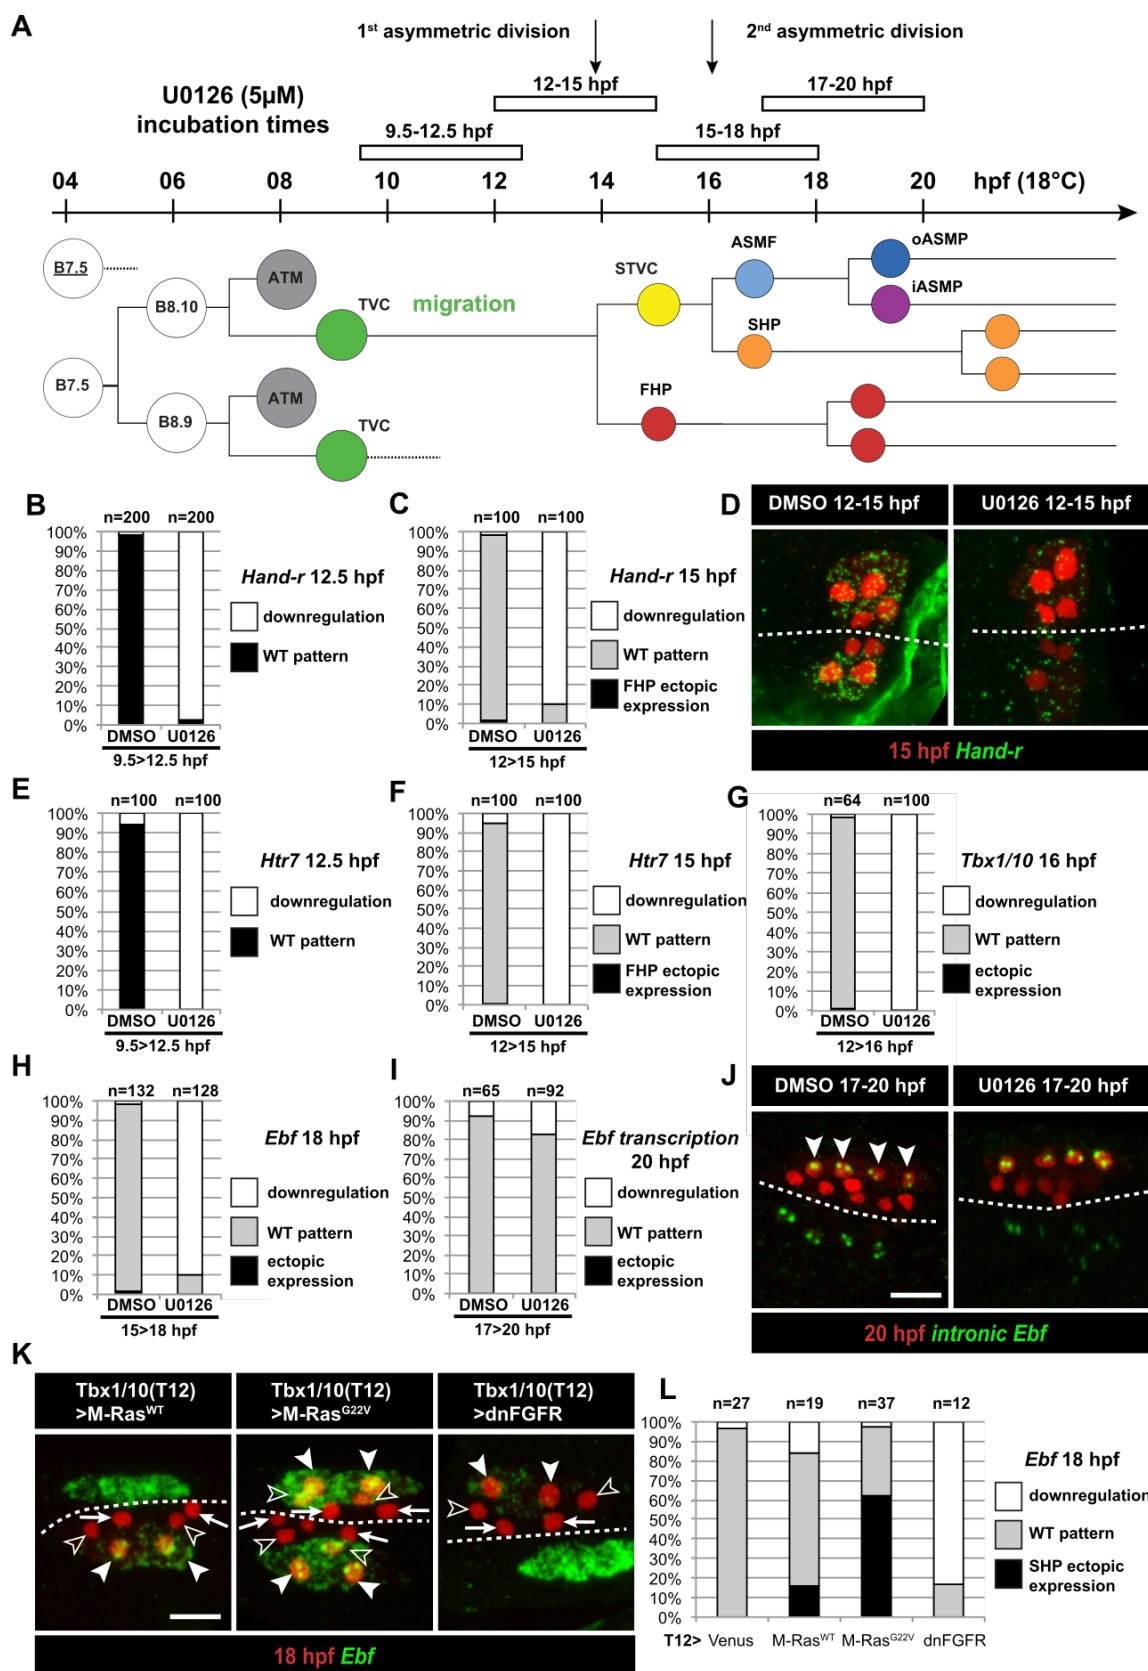 A
1st asymmetric division
2nd asymmetric division
U0126 (5µM)
incubation times
12-15 hpf
17-20 hpf
9.5-12.5 hpf
15-18 hpf
04 06 08 10 12 14 16 18 20 hpf (18°C)
B7.5
B8.10
ATM
TVC
migration
STVC
ASMF
oASMP
iASMP
SHP
B7.5
B8.9
ATM
TVC
FHP
B
n=200 n=200
100%
90%
80%
70%
60%
50%
40%
30%
20%
10%
0%
DMSO U0126
9.5>12.5 hpf
Hand-r 12.5 hpf
downregulation
WT pattern
C
n=100 n=100
100%
90%
80%
70%
60%
50%
40%
30%
20%
10%
0%
DMSO U0126
12>15 hpf
Hand-r 15 hpf
downregulation
WT pattern
FHP ectopic
expression
D
DMSO 12-15 hpf
U0126 12-15 hpf
15 hpf Hand-r
E
n=100 n=100
100%
90%
80%
70%
60%
50%
40%
30%
20%
10%
0%
DMSO U0126
9.5>12.5 hpf
Htr7 12.5 hpf
downregulation
WT pattern
F
n=100 n=100
100%
90%
80%
70%
60%
50%
40%
30%
20%
10%
0%
DMSO U0126
12>15 hpf
Htr7 15 hpf
downregulation
WT pattern
FHP ectopic
expression
G
n=64 n=100
100%
90%
80%
70%
60%
50%
40%
30%
20%
10%
0%
DMSO U0126
12>16 hpf
Tbx1/10 16 hpf
downregulation
WT pattern
ectopic
expression
H
n=132 n=128
100%
90%
80%
70%
60%
50%
40%
30%
20%
10%
0%
DMSO U0126
15>18 hpf
Ebf 18 hpf
downregulation
WT pattern
ectopic
expression
I
n=65 n=92
100%
90%
80%
70%
60%
50%
40%
30%
20%
10%
0%
DMSO U0126
17>20 hpf
Ebf transcription
20 hpf
downregulation
WT pattern
ectopic
expression
J
DMSO 17-20 hpf
U0126 17-20 hpf
20 hpf intronic Ebf
K
Tbx1/10(T12)
>M-RasWT
Tbx1/10(T12)
>M-RasG22V
Tbx1/10(T12)
>dnFGFR
18 hpf Ebf
L
n=27 n=19 n=37 n=12
100%
90%
80%
70%
60%
50%
40%
30%
20%
10%
0%
T12> Venus M-RasWT M-RasG22V dnFGFR
Ebf 18 hpf
downregulation
WT pattern
SHP ectopic
expression